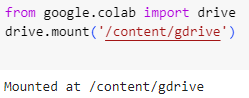 from google.colab import drive
drive.mount('/content/gdrive')
Mounted at /content/gdrive